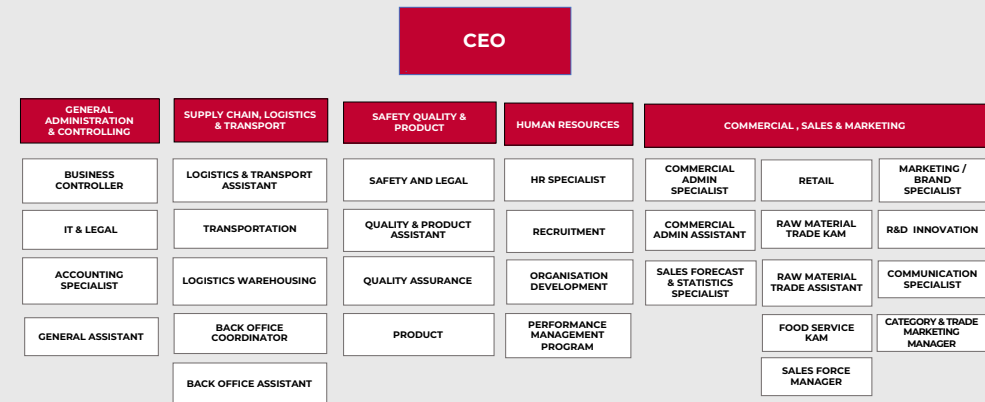 CEO
GENERAL
ADMINISTRATION
& CONTROLLING
SUPPLY CHAIN, LOGISTICS
& TRANSPORT
SAFETY QUALITY &
PRODUCT
HUMAN RESOURCES
COMMERCIAL , SALES & MARKETING
BUSINESS
CONTROLLER
IT & LEGAL
ACCOUNTING
SPECIALIST
GENERAL ASSISTANT
LOGISTICS & TRANSPORT
ASSISTANT
TRANSPORTATION
LOGISTICS WAREHOUSING
BACK OFFICE
COORDINATOR
BACK OFFICE ASSISTANT
SAFETY AND LEGAL
QUALITY & PRODUCT
ASSISTANT
QUALITY ASSURANCE
PRODUCT
HR SPECIALIST
RECRUITMENT
ORGANISATION
DEVELOPMENT
PERFORMANCE
MANAGEMENT
PROGRAM
COMMERCIAL
ADMIN
SPECIALIST
COMMERCIAL
ADMIN ASSISTANT
SALES FORECAST
& STATISTICS
SPECIALIST
RETAIL
RAW MATERIAL
TRADE KAM
RAW MATERIAL
TRADE ASSISTANT
FOOD SERVICE
KAM
SALES FORCE
MANAGER
MARKETING /
BRAND
SPECIALIST
R&D INNOVATION
COMMUNICATION
SPECIALIST
CATEGORY & TRADE
MARKETING
MANAGER